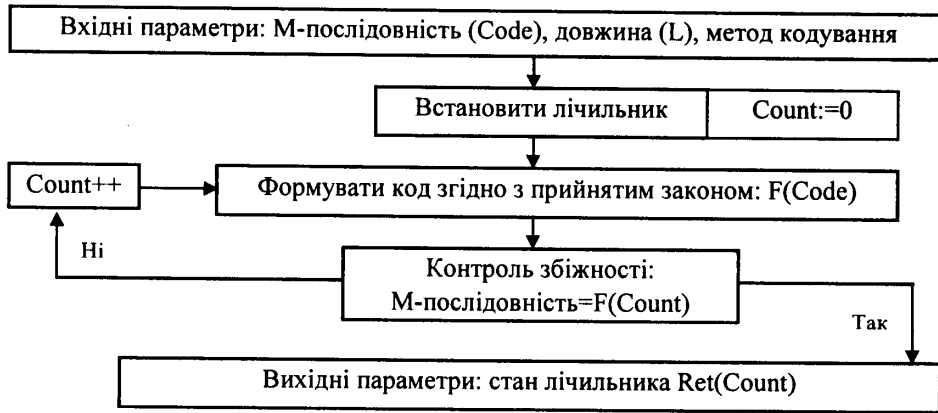 Вхідні параметри: М-послідовність (Code), довжина (L), метод кодування
Встановити лічильник Count:=0
Count++ Формувати код згідно з прийнятим законом: F(Code)
Ні
Контроль збіжності:
М-послідовність=F(Count)
Так
Вихідні параметри: стан лічильника Ret(Count)